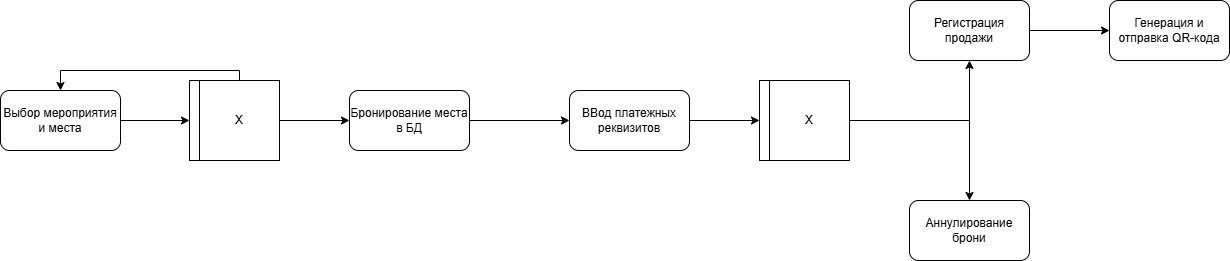 Выбор мероприятия
и места
X
Бронирование места
в БД
ВВод платежных
реквизитов
X
Регистрация
продажи
Генерация и
отправка QR-кода
Аннулирование
брони